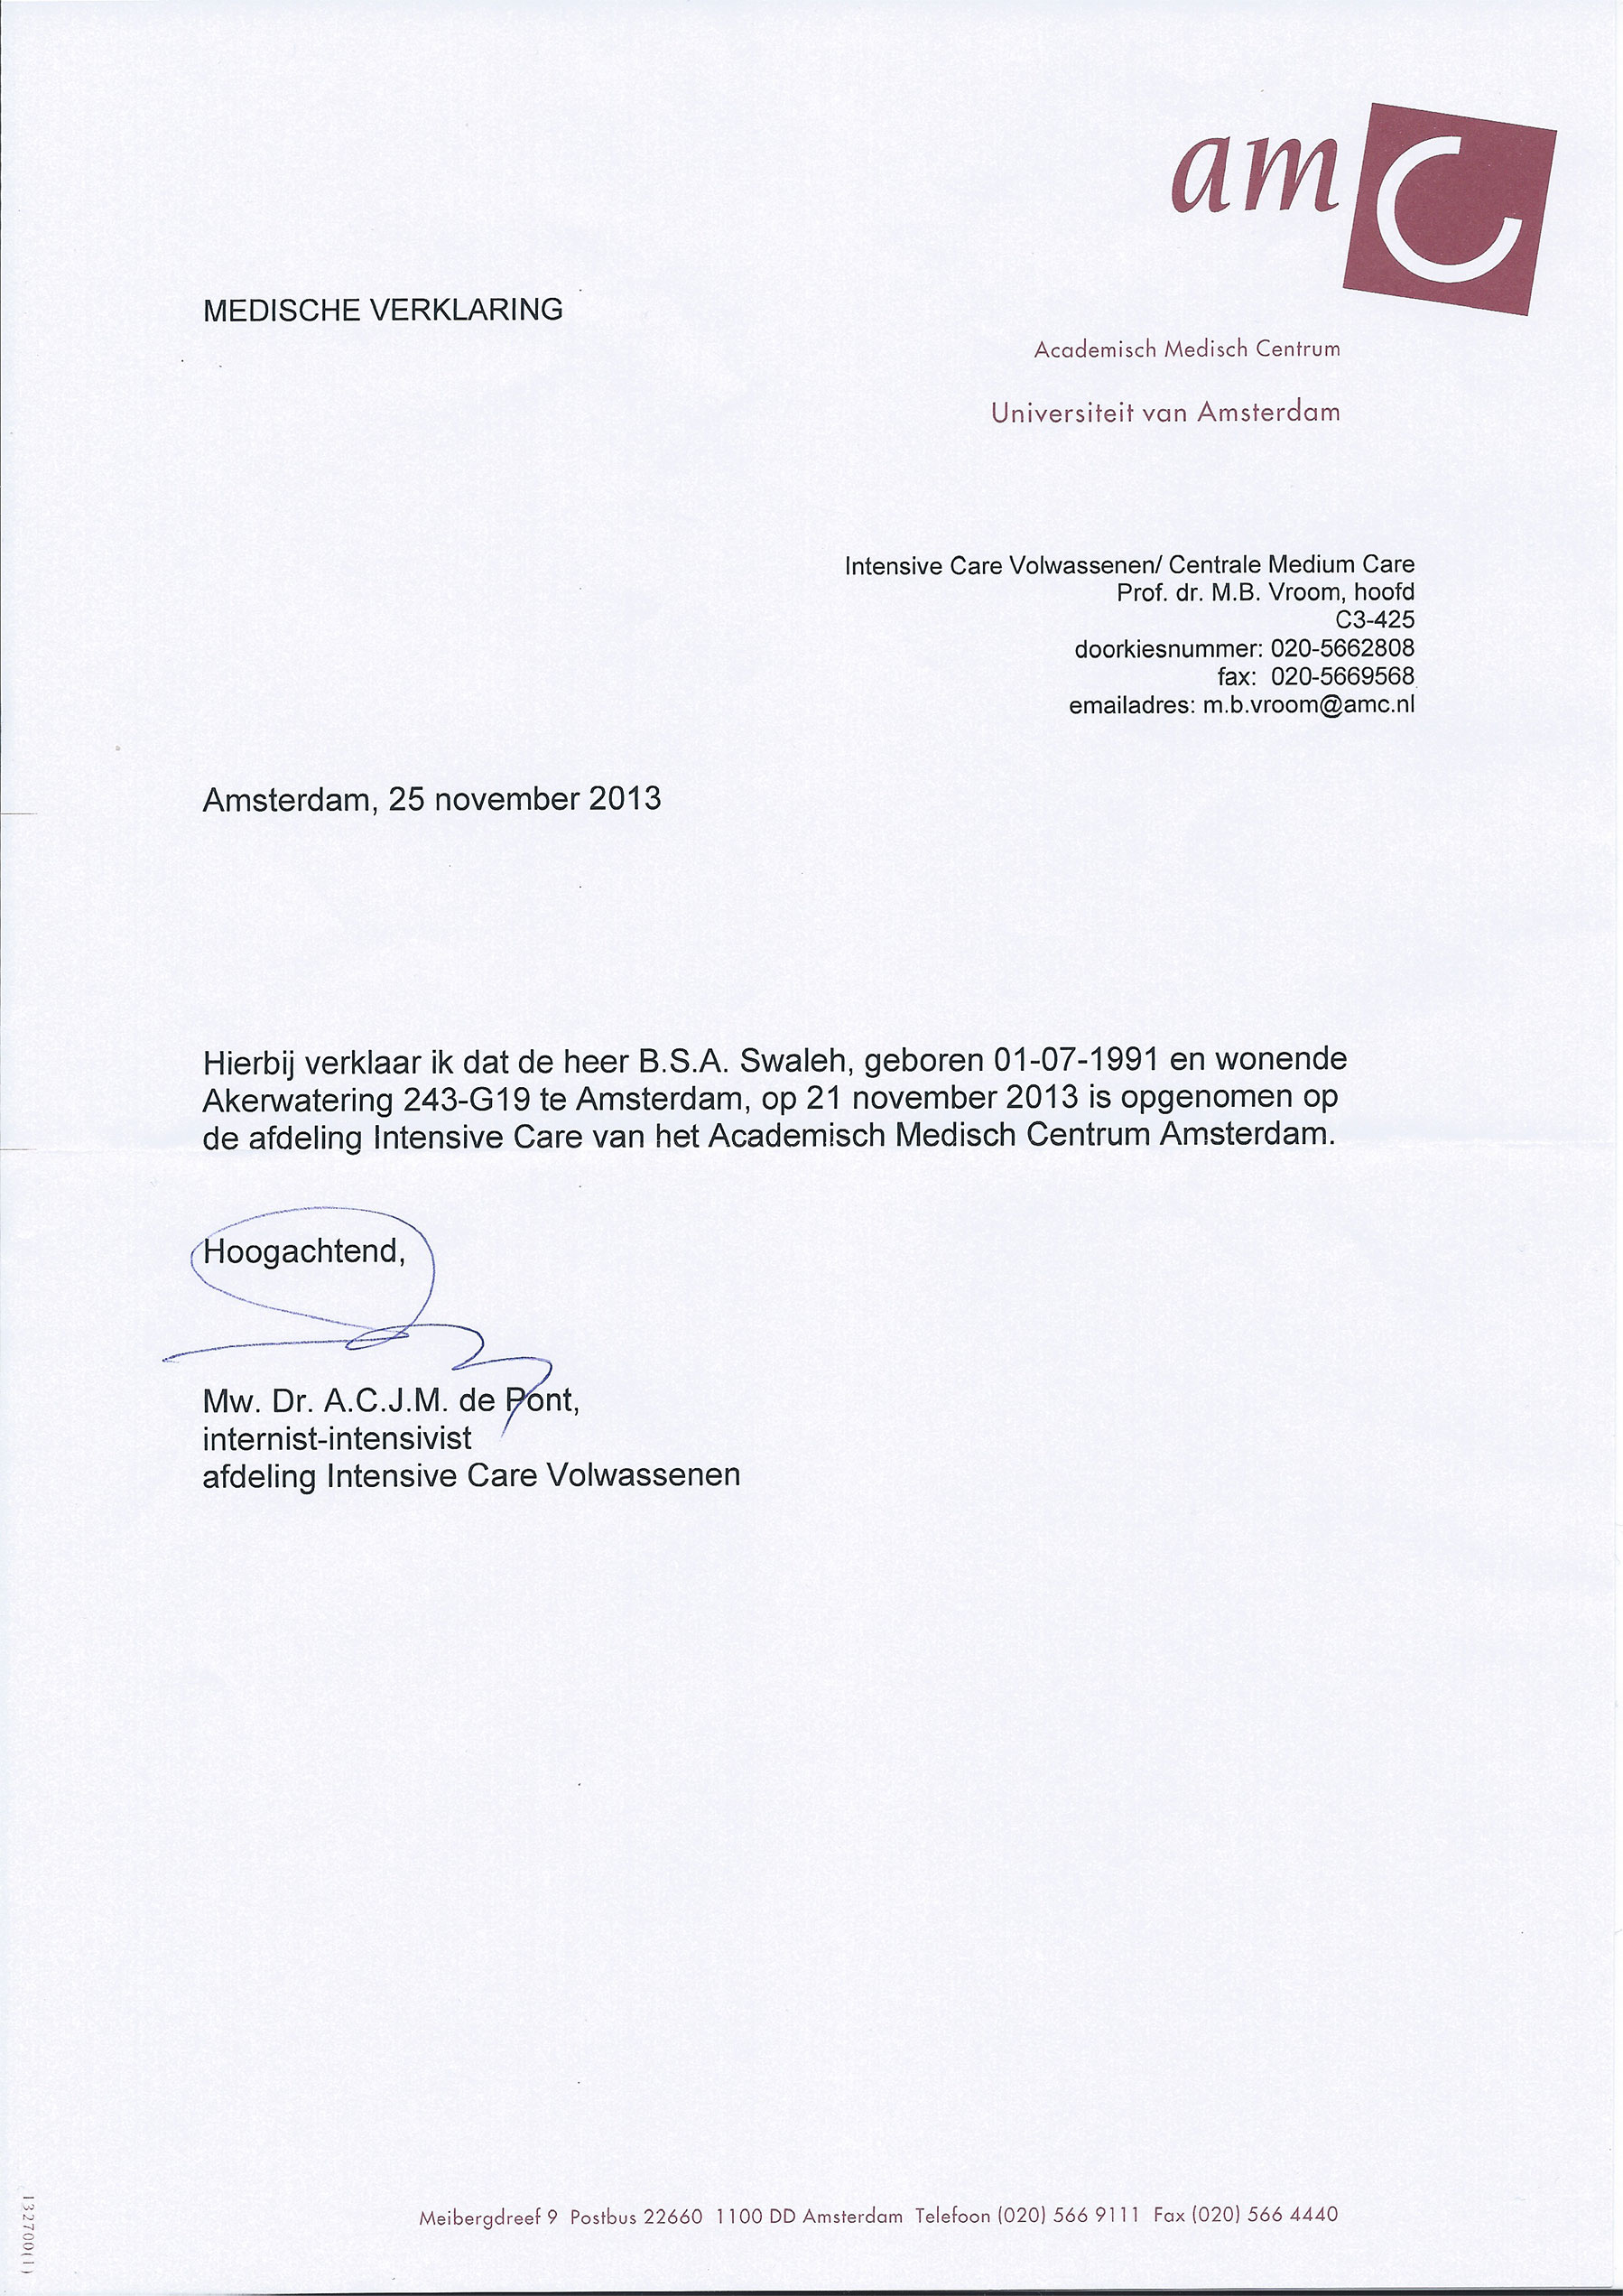 amc
MEDISCHE VERKLARING
Academisch Medisch Centrum
Universiteit van Amsterdam
Intensive Care Volwassenen/ Centrale Medium Care
Prof. dr. M.B. Vroom, hoofd
C3-425
doorkiesnummer: 020-5662808
fax:  020-5669568
emailadres: m.b.vroom@amc.nl
Amsterdam, 25 november 2013
Hierbij verklaar ik dat de heer B.S.A. Swaleh, geboren 01-07-1991 en wonende
Akerwatering 243-G19 te Amsterdam, op 21 november 2013 is opgenomen op
de afdeling Intensive Care van het Academisch Medisch Centrum Amsterdam.
Hoogachtend,
Mw. Dr. A.C.J.M. de Pont,
internist-intensivist
afdeling Intensive Care Volwassenen
Meibergdreef 9  Postbus 22660  1100 DD Amsterdam  Telefoon (020) 566 9111  Fax (020) 566 4440
132700(1)